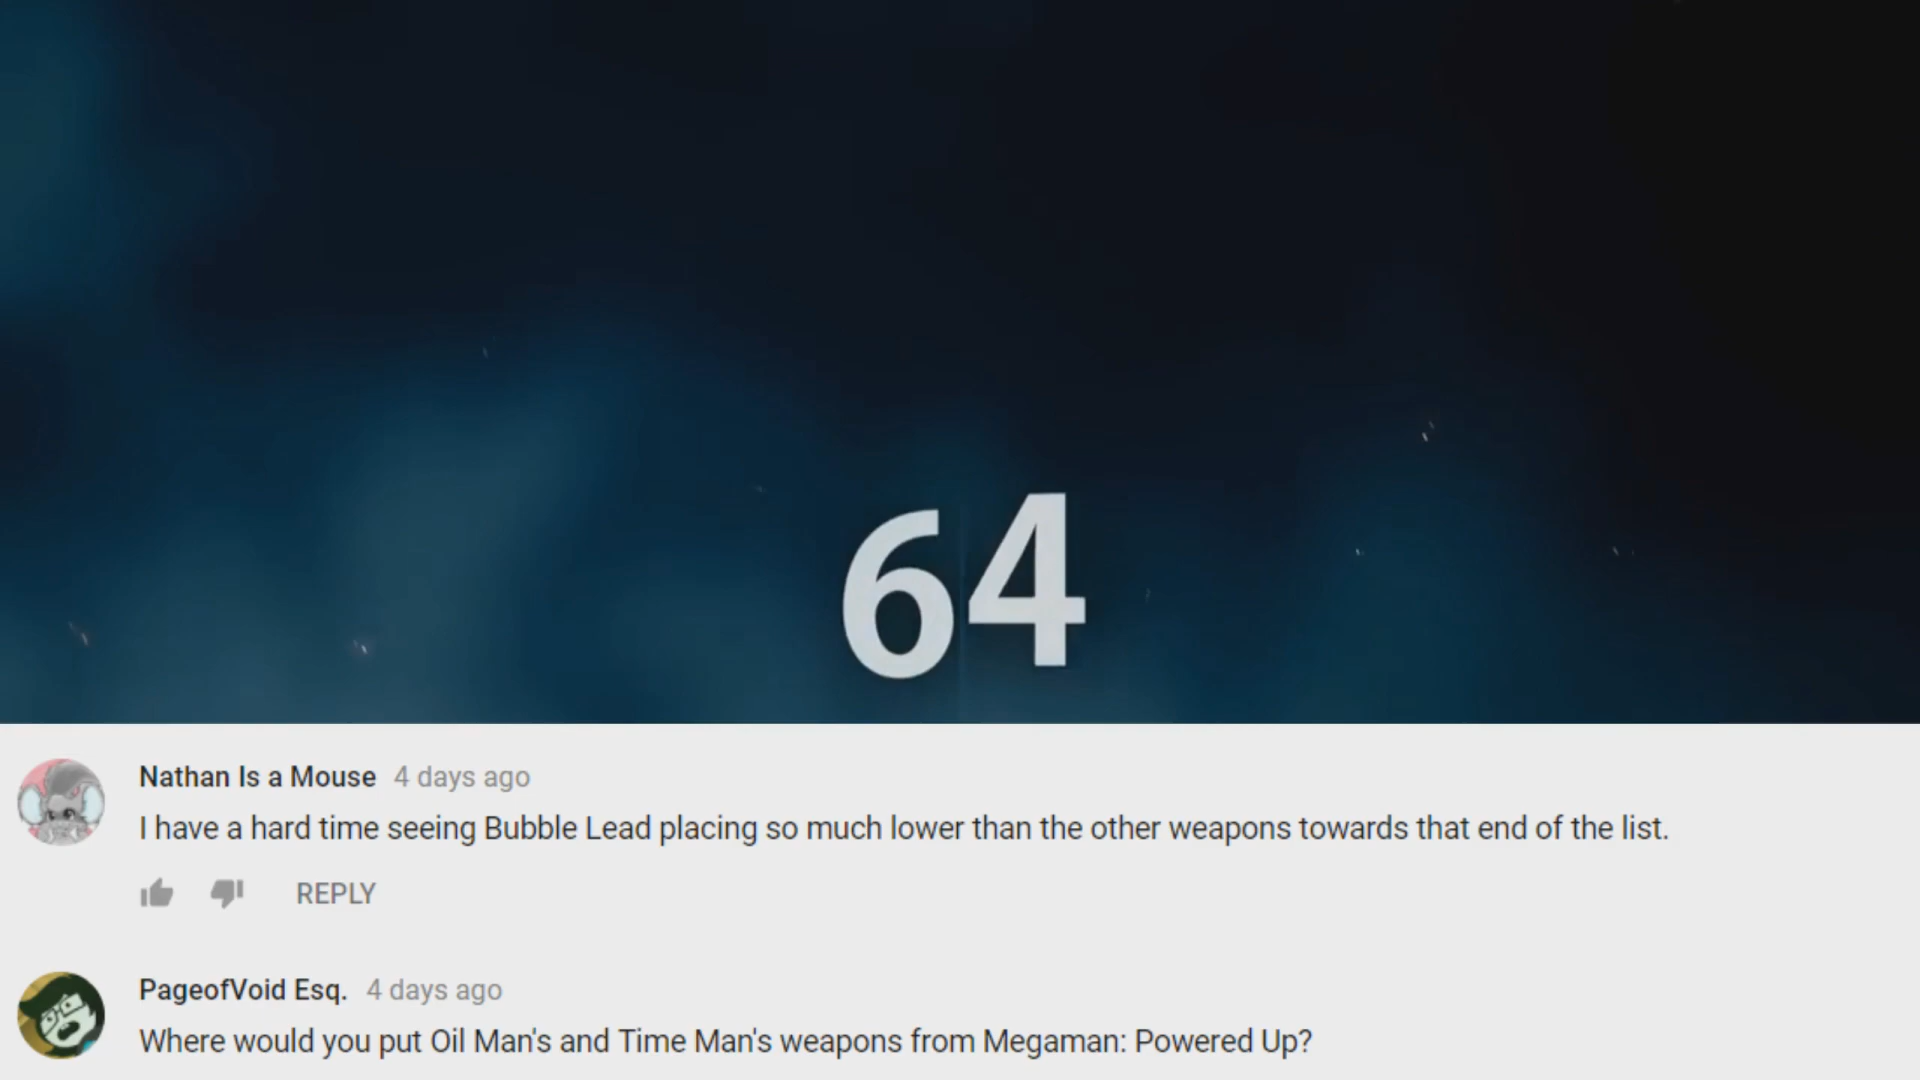 64
Nathan Is a Mouse 4 days ago
I have a hard time seeing Bubble Lead placing so much lower than the other weapons towards that end of the list.
REPLY
PageofVoid Esq. 4 days ago
Where would you put Oil Man's and Time Man's weapons from Megaman: Powered Up?